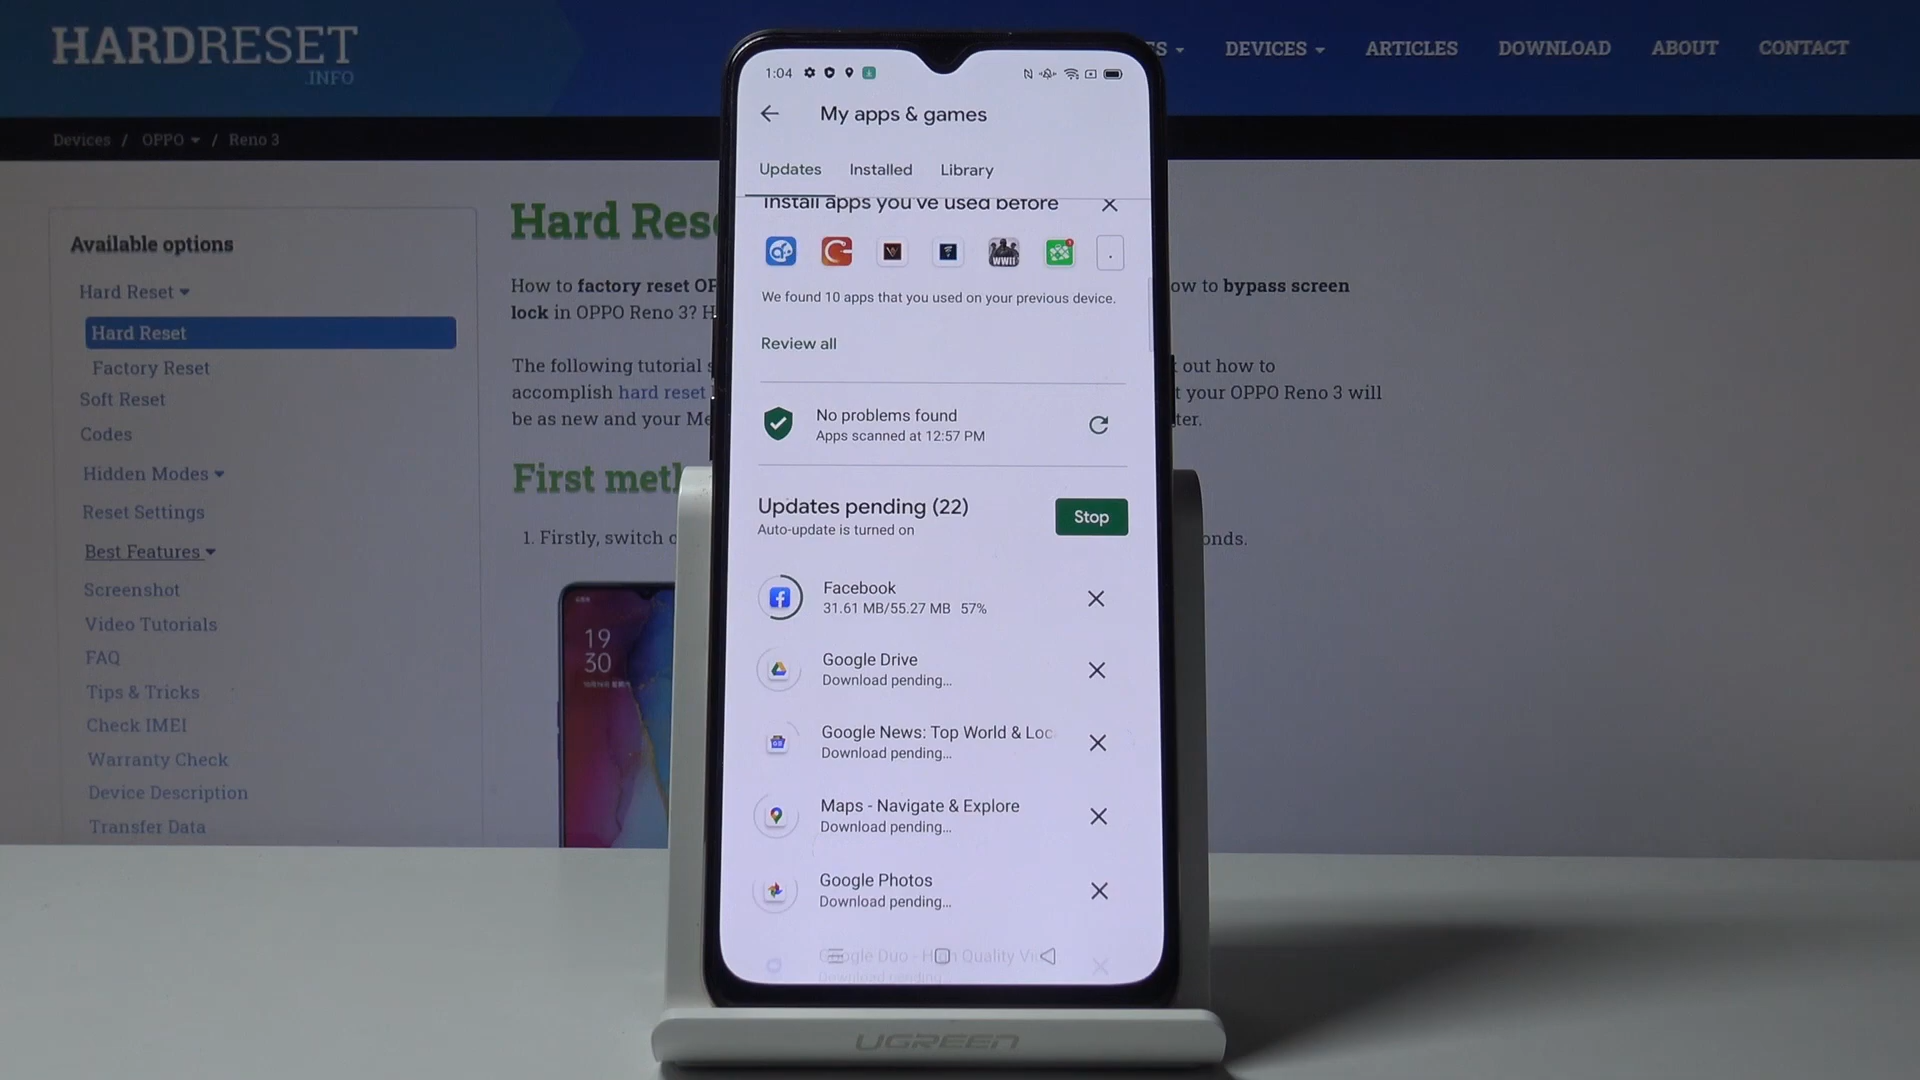 HARDRESET
.INFO
DEVICES
ARTICLES
DOWNLOAD
ABOUT
CONTACT
Devices / OPPO / Reno 3
Available options
Hard Reset
Hard Reset
Factory Reset
Soft Reset
Codes
Hidden Modes
Reset Settings
Best Features
Screenshot
Video Tutorials
FAQ
Tips & Tricks
Check IMEI
Warranty Check
Device Description
Transfer Data
Hard
How to factory reset
to bypass screen
lock in OPPO Reno 3?
The following tutorial
out how to
accomplish hard reset
your OPPO Reno 3 will
be as new and your
First
1. Firstly, switch
19
30
1:04
My apps & games
Updates Installed Library
Install apps you've used before
WWII
We found 10 apps that you used on your previous device.
Review all
No problems found
Apps scanned at 12:57 PM
Updates pending (22)
Auto-update is turned on
Stop
Facebook
31.61 MB/55.27 MB 57%
Google Drive
Download pending...
Google News: Top World &
Download pending...
Maps - Navigate & Explore
Download pending...
Google Photos
Download pending...
Google Duo - High Quality
Download pending
UGREEN